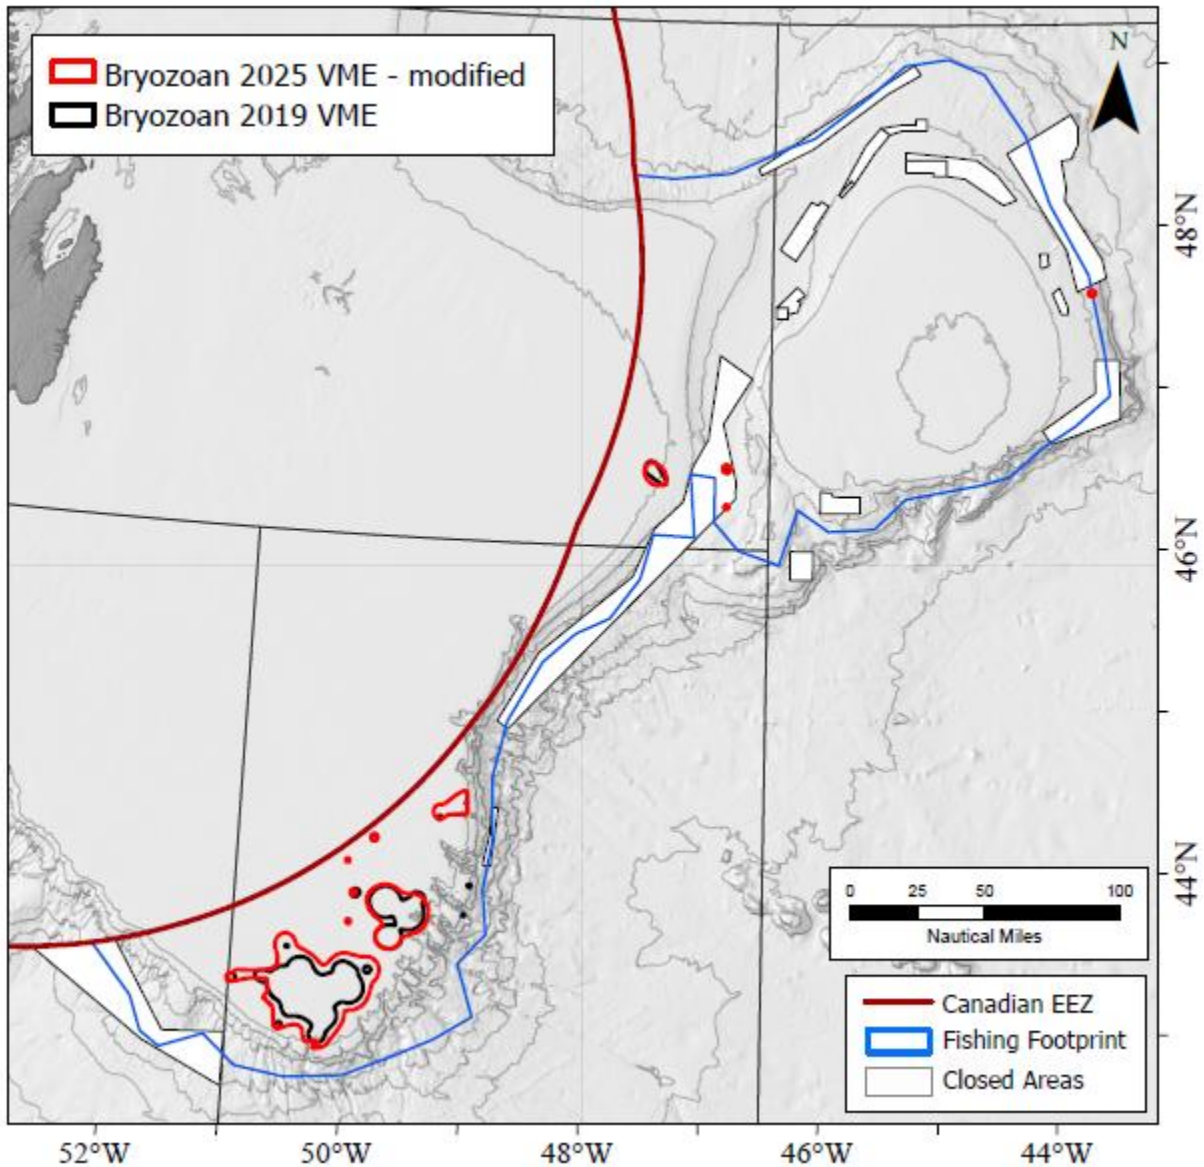 Bryozoan 2025 VME - modified
Bryozoan 2019 VME
N
48°N
46°N
44°N
0 25 50 100
Nautical Miles
Canadian EEZ
Fishing Footprint
Closed Areas
52°W 50°W 48°W 46°W 44°W